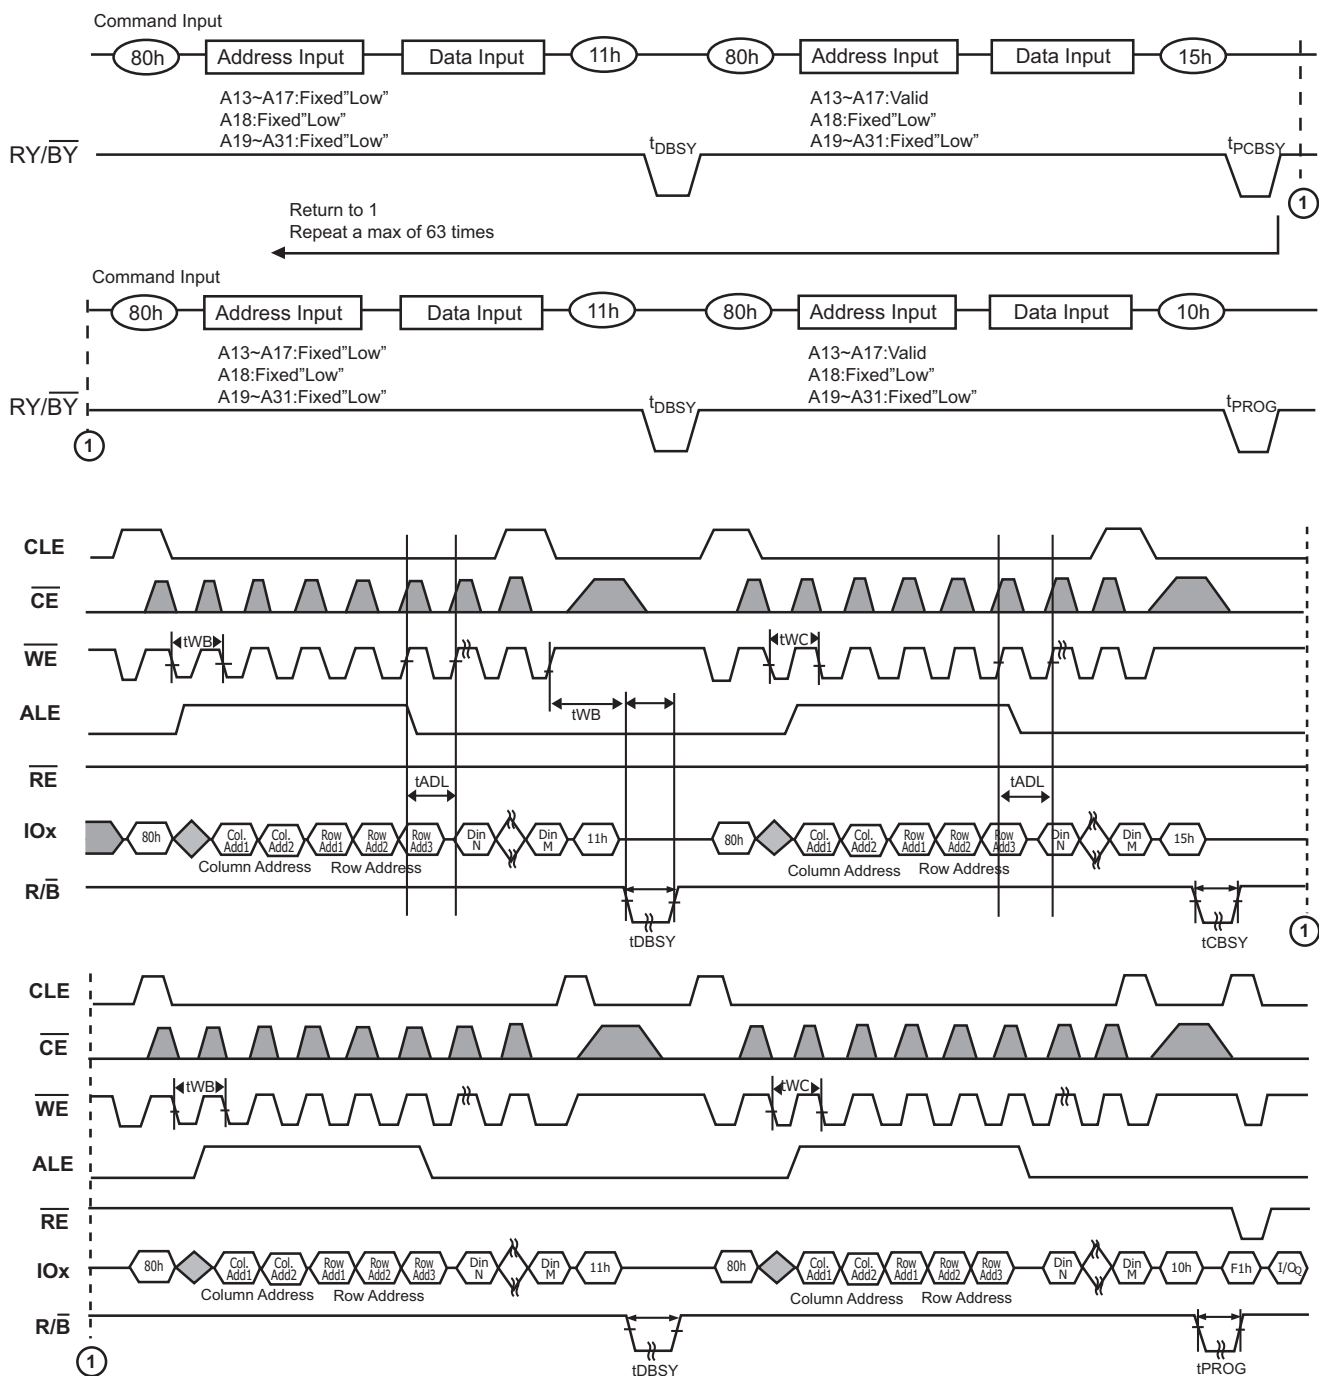 Command Input
80h Address Input Data Input 11h 80h Address Input Data Input 15h
A13~A17:Fixed"Low" A13~A17:Valid
A18:Fixed"Low" A18:Fixed"Low"
A19~A31:Fixed"Low" A19~A31:Fixed"Low"
RY/BY tDBSY tPCBSY
1
Return to 1
Repeat a max of 63 times
Command Input
80h Address Input Data Input 11h 80h Address Input Data Input 10h
A13~A17:Fixed"Low" A13~A17:Valid
A18:Fixed"Low" A18:Fixed"Low"
A19~A31:Fixed"Low" A19~A31:Fixed"Low"
RY/BY tDBSY tPROG
1
CLE
CE
WE tWB tWC
ALE tWB
RE
tADL tADL
IOx 80h Col. Add1 Col. Add2 Row Add1 Row Add2 Row Add3 Din N Din M 11h 80h Col. Add1 Col. Add2 Row Add1 Row Add2 Row Add3 Din N Din M 15h
Column Address Row Address Column Address Row Address
R/B
tDBSY tCBSY
1
CLE
CE
WE tWB tWC
ALE
RE
IOx 80h Col. Add1 Col. Add2 Row Add1 Row Add2 Row Add3 Din N Din M 11h 80h Col. Add1 Col. Add2 Row Add1 Row Add2 Row Add3 Din N Din M 10h F1h I/OQ
Column Address Row Address Column Address Row Address
R/B
1
tDBSY tPROG